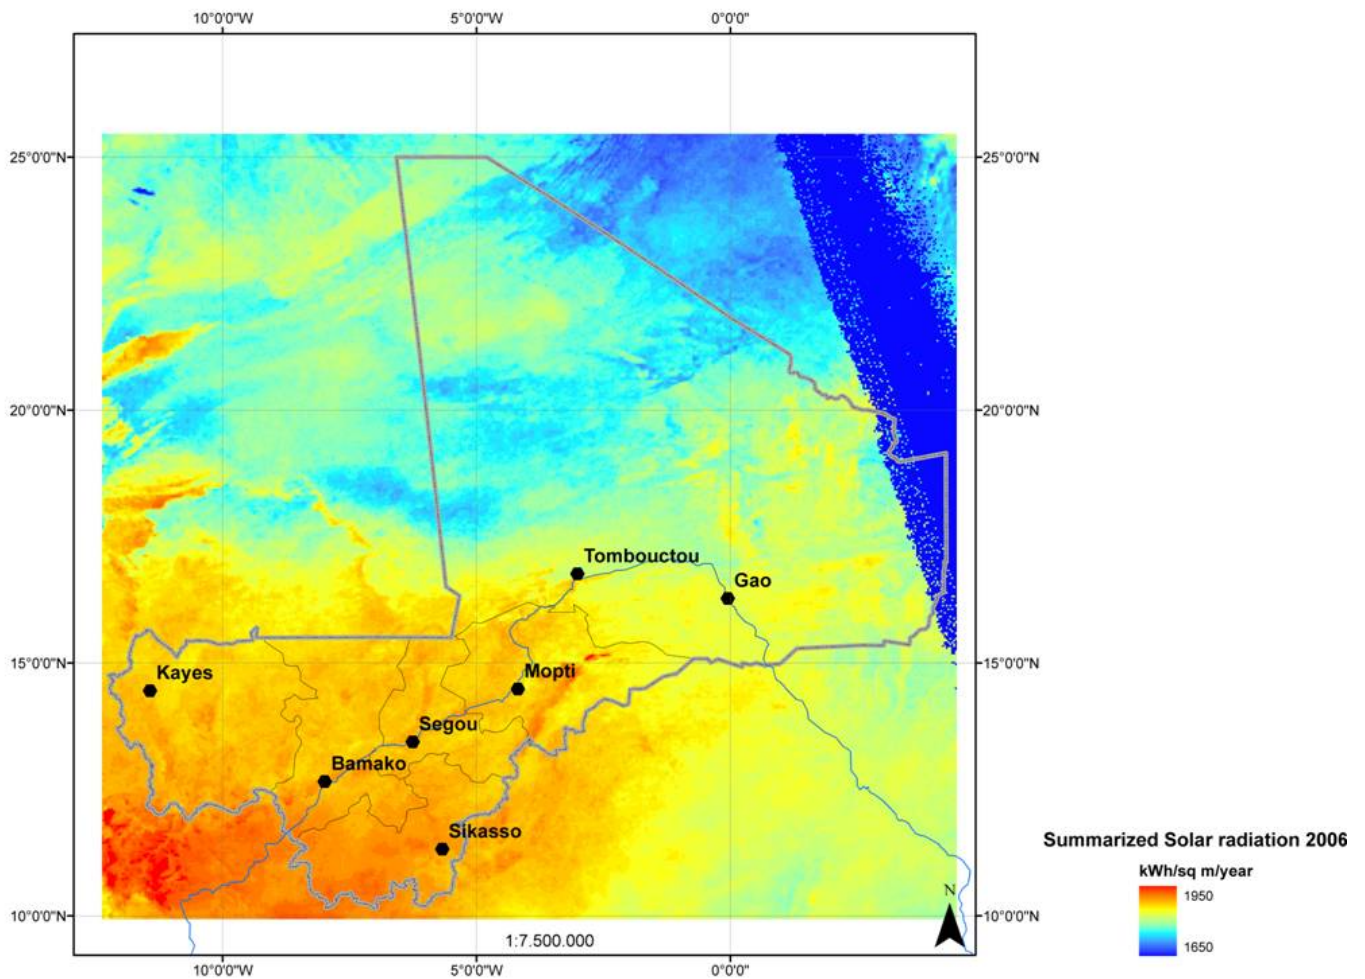 10°0'0"W 5°0'0"W 0°0'0"
25°0'0"N 25°0'0"N
20°0'0"N 20°0'0"N
Tombouctou
Gao
15°0'0"N 15°0'0"N
Kayes
Mopti
Segou
Bamako
Sikasso
Summarized Solar radiation 2006
kWh/sq m/year
1950
N
10°0'0"N 10°0'0"N
1:7.500.000
1650
10°0'0"W 5°0'0"W 0°0'0"